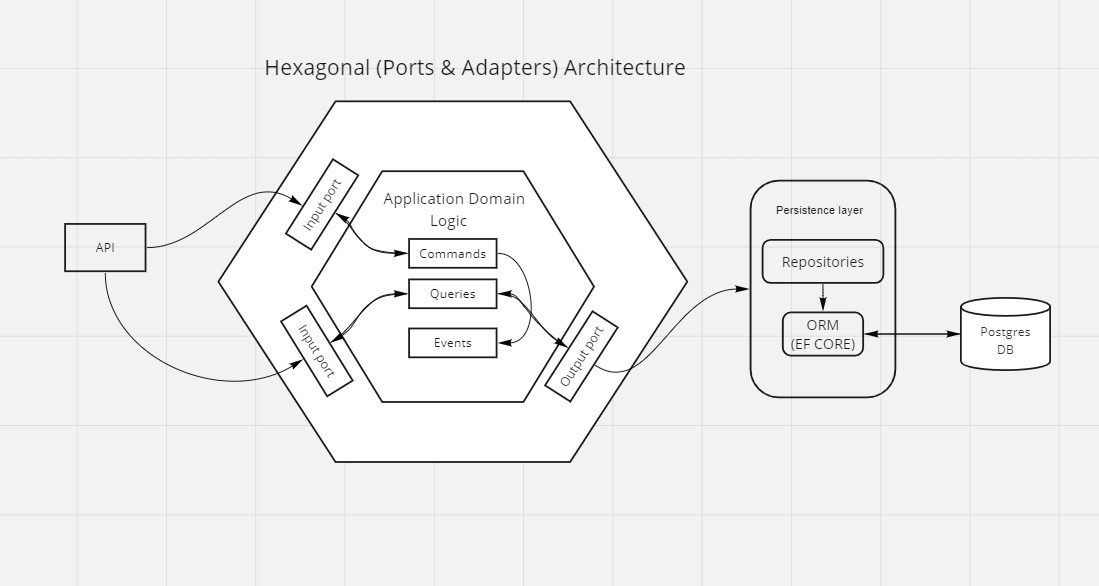 Hexagonal (Ports & Adapters) Architecture
API
Input port
Input port
Application Domain
Logic
Commands
Queries
Events
Output port
Persistence layer
Repositories
ORM
(EF CORE)
Postgres
DB